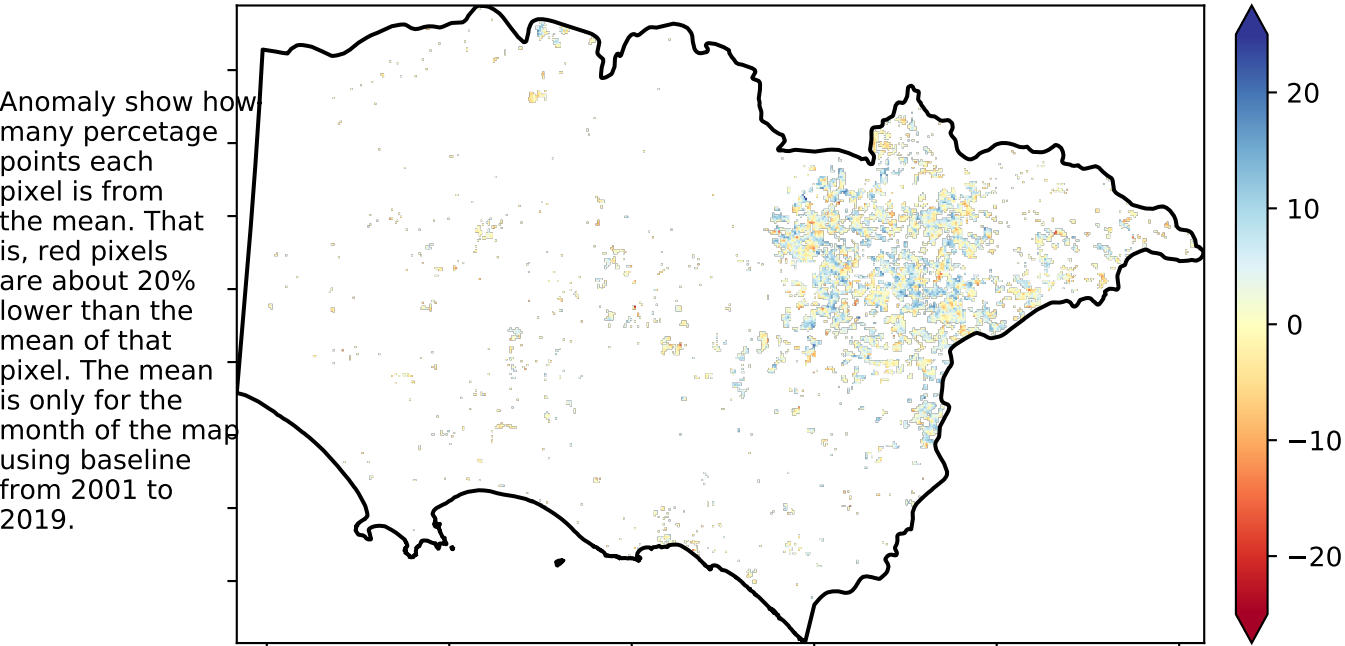 Anomaly show how
many percetage
points each
pixel is from
the mean. That
is, red pixels
are about 20%
lower than the
mean of that
pixel. The mean
is only for the
month of the map
using baseline
from 2001 to
2019.
20
10
0
−10
−20